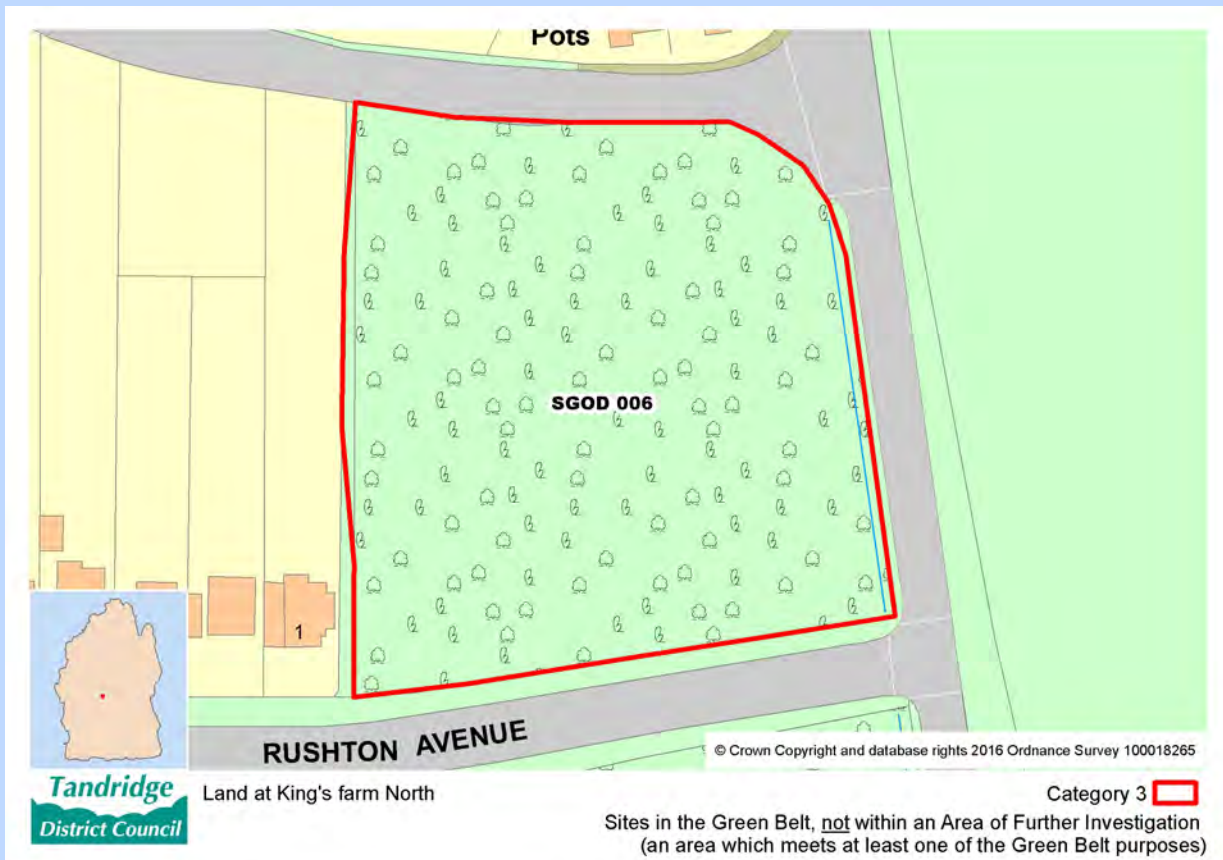 Pots
SGOD 006
1
RUSHTON AVENUE
© Crown Copyright and database rights 2016 Ordnance Survey 100018265
Tandridge
District Council
Land at King's farm North
Category 3
Sites in the Green Belt, not within an Area of Further Investigation
(an area which meets at least one of the Green Belt purposes)